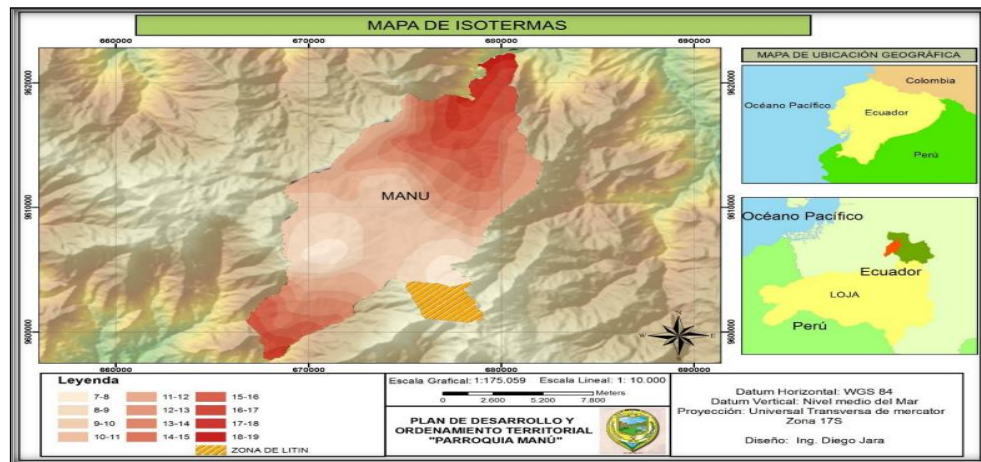 MAPA DE ISOTERMAS
660000 670000 680000 690000
9620000 9620000
MANU
9610000 9610000
9600000 9600000
W E
660000 670000 680000 690000
MAPA DE UBICACIÓN GEOGRÁFICA
Colombia
Océano Pacífico
Ecuador
Perú
Océano Pacífico
Ecuador
LOJA
Perú
Leyenda
7-8 11-12 15-16
8-9 12-13 16-17
9-10 13-14 17-18
10-11 14-15 18-19
ZONA DE LITIN
Escala Grafical: 1:175.059 Escala Lineal: 1: 10.000
Meters
0 2.600 5.200 7.800
PLAN DE DESARROLLO Y
ORDENAMIENTO TERRITORIAL
"PARROQUIA MANÚ"
Datum Horizontal: WGS 84
Datum Vertical: Nivel medio del Mar
Proyección: Universal Transversa de mercator
Zona 17S
Diseño: Ing. Diego Jara